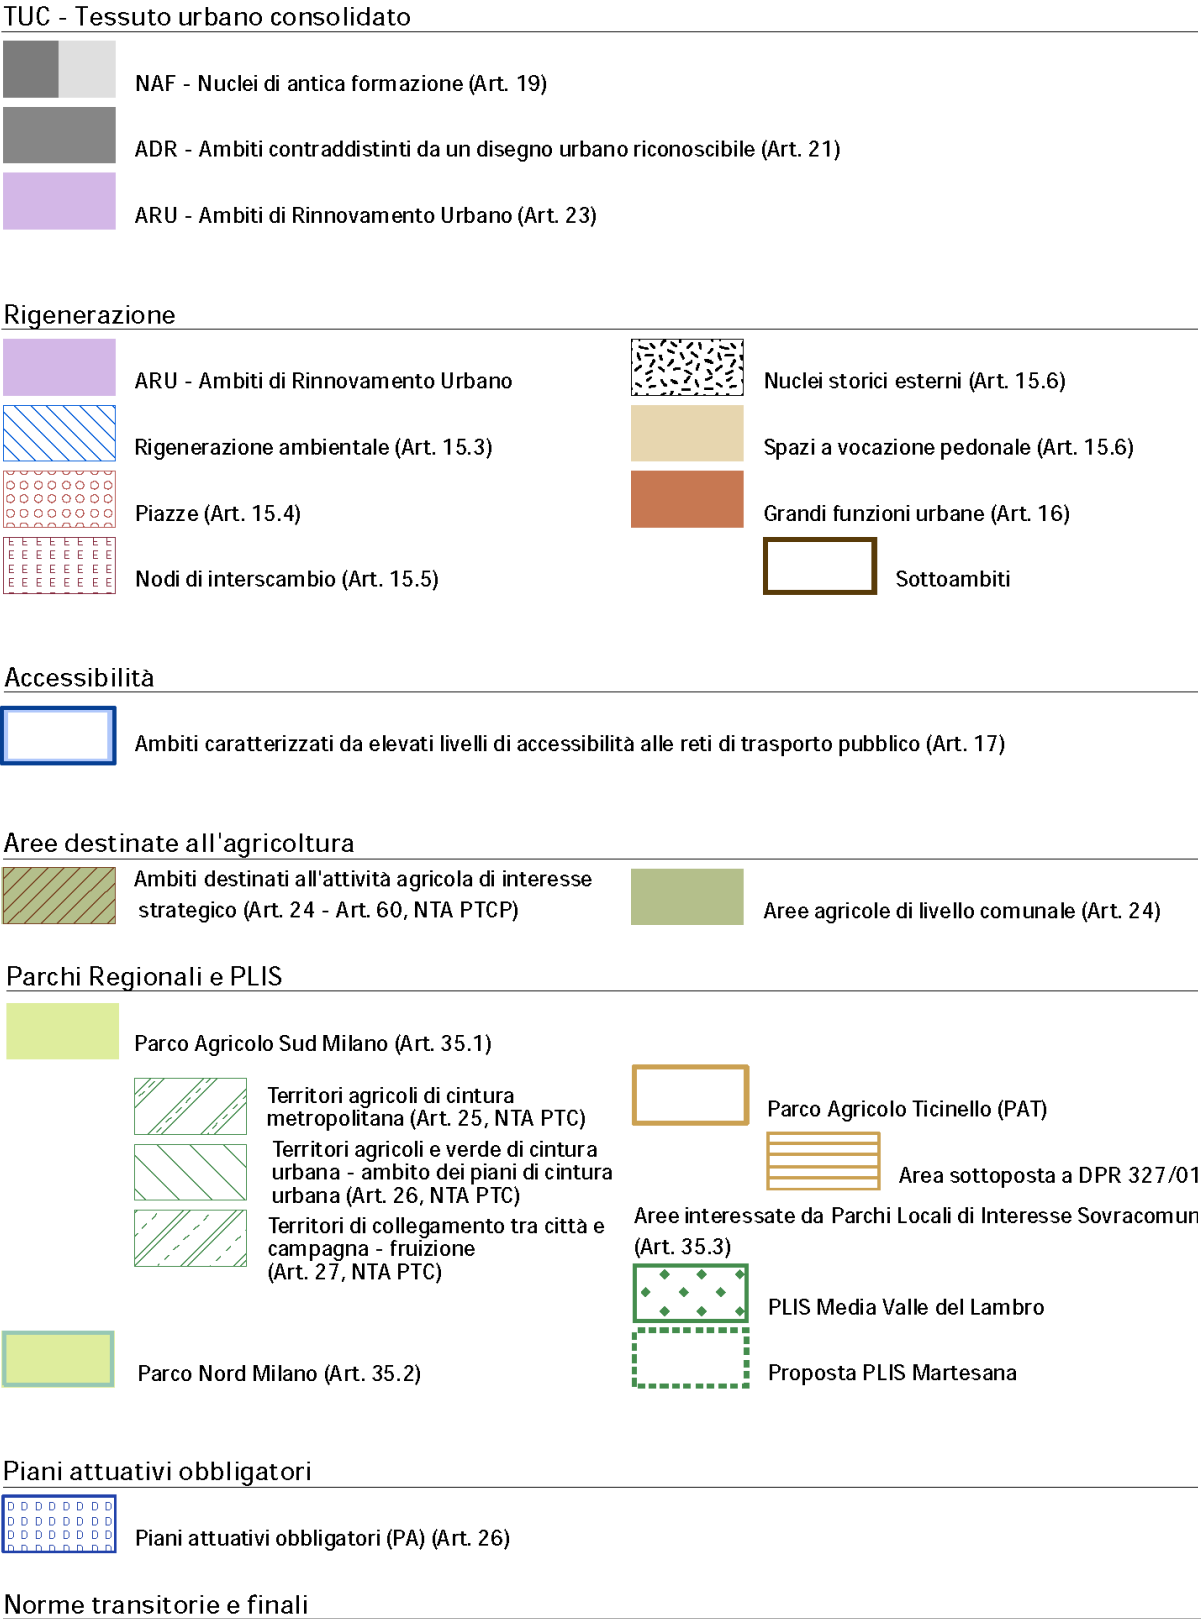 TUC - Tessuto urbano consolidato
NAF - Nuclei di antica formazione (Art. 19)
ADR - Ambiti contraddistinti da un disegno urbano riconoscibile (Art. 21)
ARU - Ambiti di Rinnovamento Urbano (Art. 23)
Rigenerazione
ARU - Ambiti di Rinnovamento Urbano
Rigenerazione ambientale (Art. 15.3)
Piazze (Art. 15.4)
Nodi di interscambio (Art. 15.5)
Nuclei storici esterni (Art. 15.6)
Spazi a vocazione pedonale (Art. 15.6)
Grandi funzioni urbane (Art. 16)
Sottoambiti
Accessibilità
Ambiti caratterizzati da elevati livelli di accessibilità alle reti di trasporto pubblico (Art. 17)
Aree destinate all'agricoltura
Ambiti destinati all'attività agricola di interesse
strategico (Art. 24 - Art. 60, NTA PTCP)
Aree agricole di livello comunale (Art. 24)
Parchi Regionali e PLIS
Parco Agricolo Sud Milano (Art. 35.1)
Territori agricoli di cintura
metropolitana (Art. 25, NTA PTC)
Territori agricoli e verde di cintura
urbana - ambito dei piani di cintura
urbana (Art. 26, NTA PTC)
Territori di collegamento tra città e
campagna - fruizione
(Art. 27, NTA PTC)
Parco Nord Milano (Art. 35.2)
Parco Agricolo Ticinello (PAT)
Area sottoposta a DPR 327/01
Aree interessate da Parchi Locali di Interesse Sovracomun
(Art. 35.3)
PLIS Media Valle del Lambro
Proposta PLIS Martesana
Piani attuativi obbligatori
Piani attuativi obbligatori (PA) (Art. 26)
Norme transitorie e finali